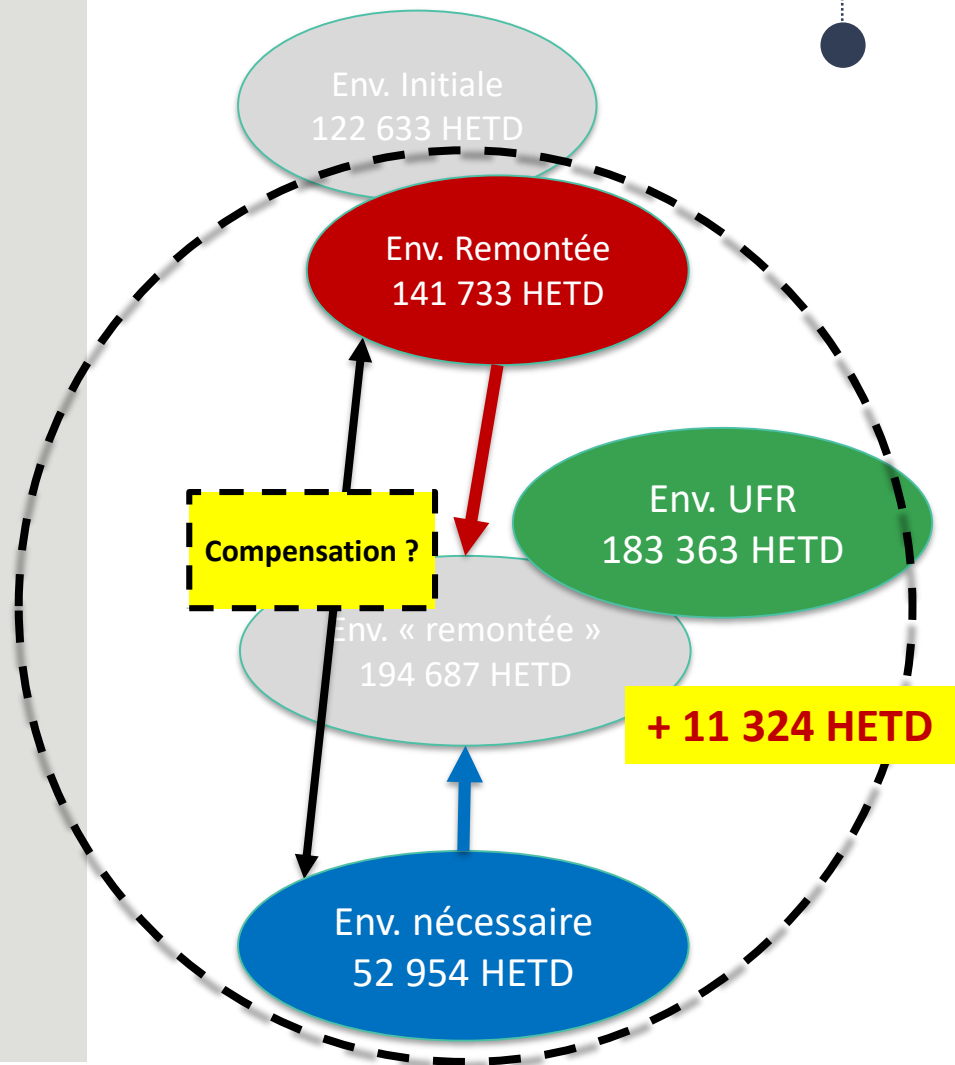 Env. Initiale
122 633 HETD
Env. Remontée
141 733 HETD
Env. UFR
183 363 HETD
Compensation ?
Env. « remontée »
194 687 HETD
+ 11 324 HETD
Env. nécessaire
52 954 HETD